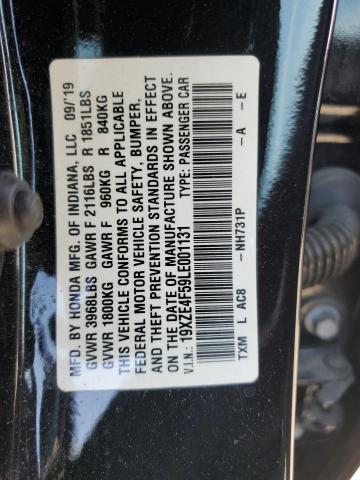 MFD. BY HONDA MFG. OF INDIANA, LLC 09/'19
GVWR 3968LBS GAWR F 2116LBS R 1851LBS
GVWR 1800KG GAWR F 960KG R 840KG
THIS VEHICLE CONFORMS TO ALL APPLICABLE
FEDERAL MOTOR VEHICLE SAFETY, BUMPER,
AND THEFT PREVENTION STANDARDS IN EFFECT
ON THE DATE OF MANUFACTURE SHOWN ABOVE.
V.I.N.: 19XZE4F59LE001131 TYPE: PASSENGER CAR
TXM L AC8 -NH731P -A -E